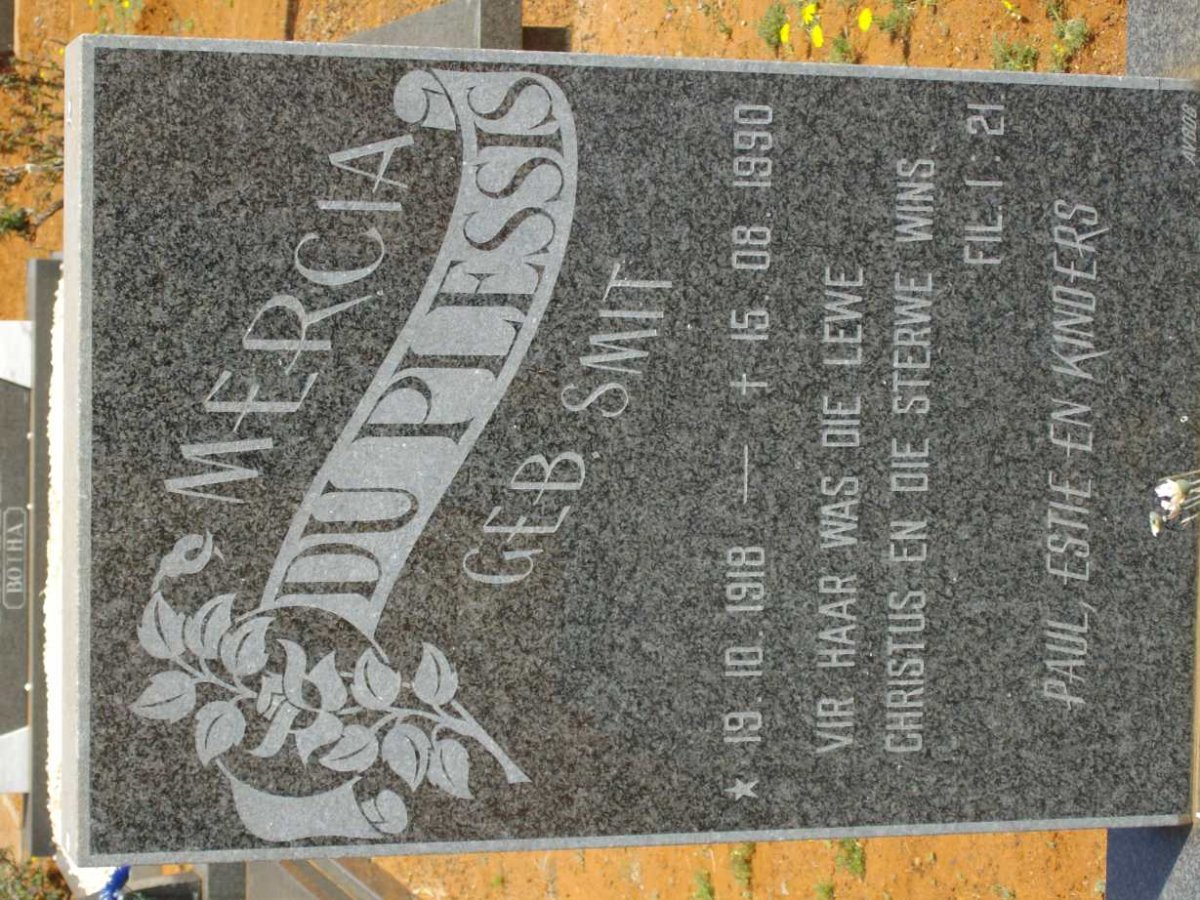 MERCIA
DU PLESSIS
GEB. SMIT
★ 19. 10. 1918 — † 15. 08. 1990
VIR HAAR WAS DIE LEWE
CHRISTUS EN DIE STERWE WINS
FIL. 1 : 21
PAUL, ESTIE EN KINDERS
BOTHA